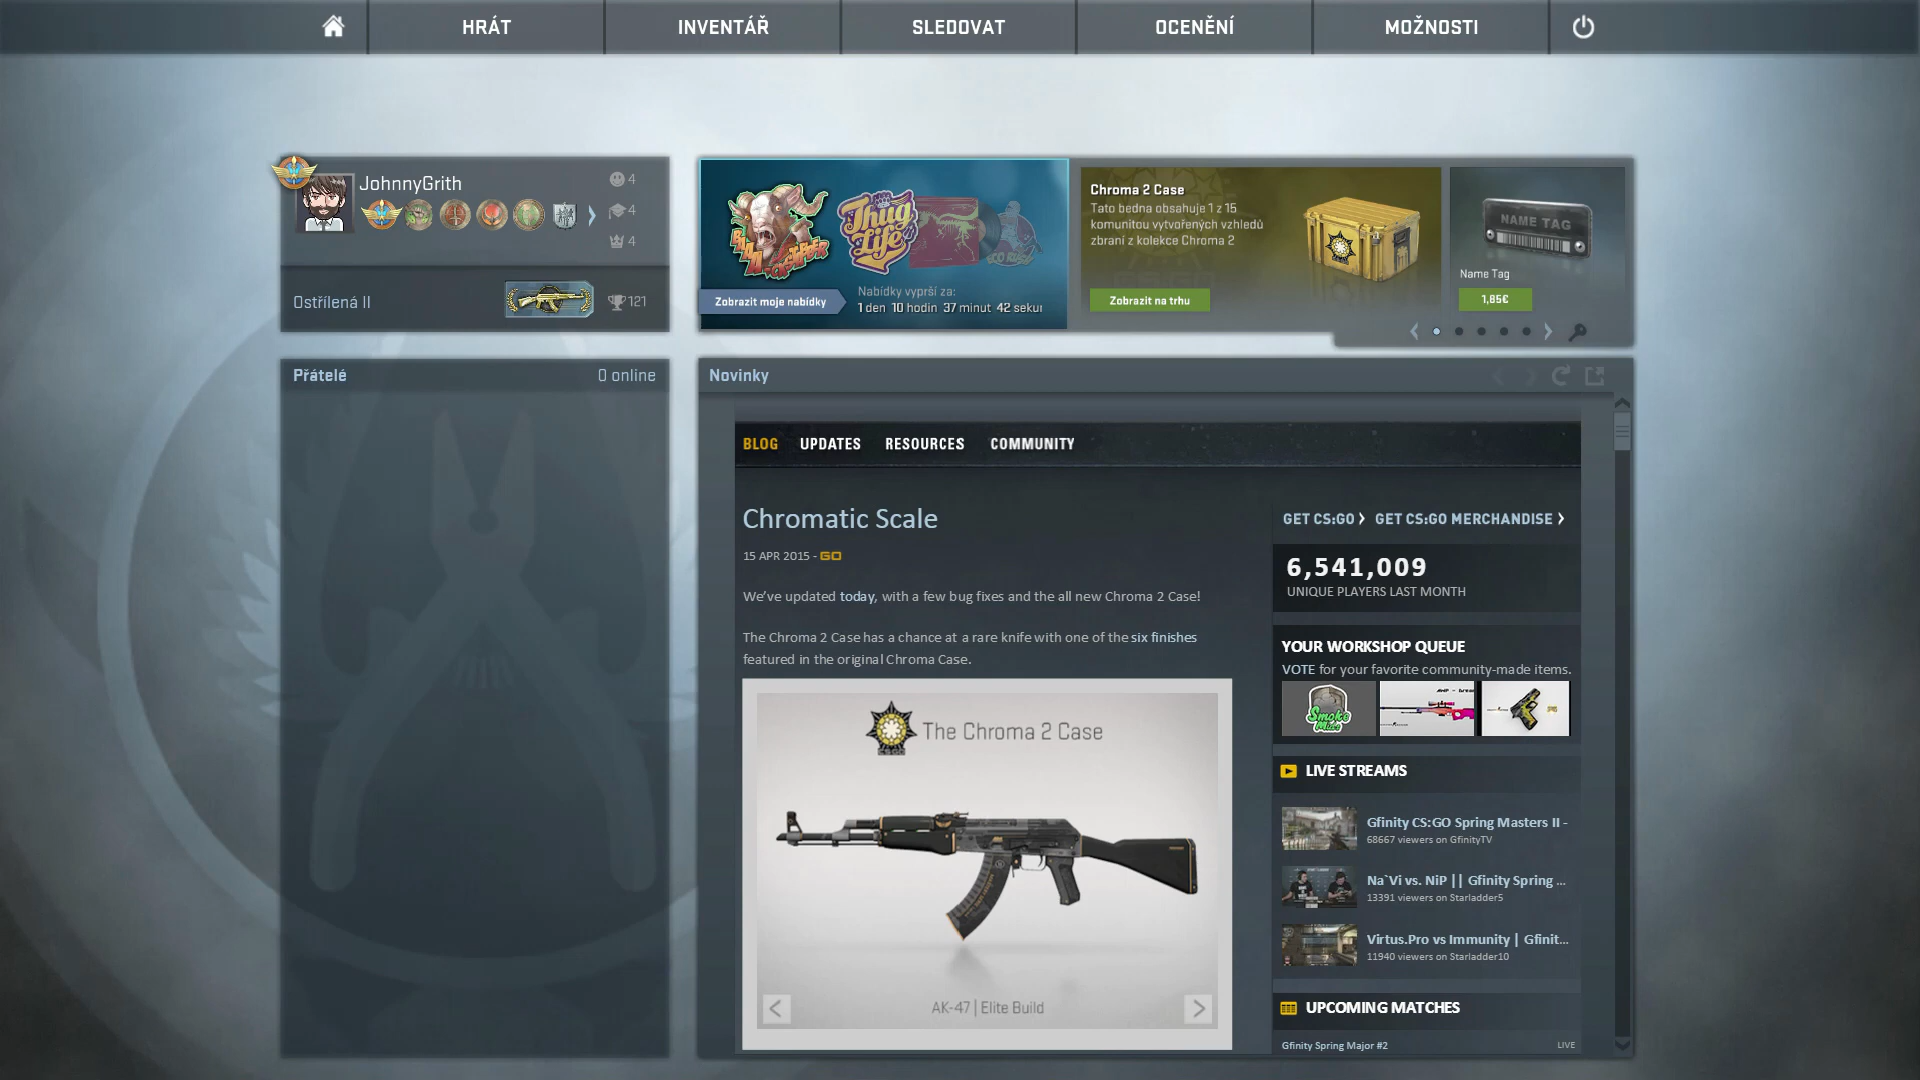 HRÁT
INVENTÁŘ
SLEDOVAT
OCENĚNÍ
MOŽNOSTI
JohnnyGrith
4
4
4
Ostřílená II
121
Thug Life
Zobrazit moje nabídky
Nabídky vyprší za:
1 den 10 hodin 37 minut 42 sekun
Chroma 2 Case
Tato bedna obsahuje 1 z 15
komunitou vytvořených vzhledů
zbraní z kolekce Chroma 2
Zobrazit na trhu
NAME TAG
Name Tag
1,85€
Přátelé
0 online
Novinky
BLOG
UPDATES
RESOURCES
COMMUNITY
Chromatic Scale
15 APR 2015 - GO
We've updated today, with a few bug fixes and the all new Chroma 2 Case!
The Chroma 2 Case has a chance at a rare knife with one of the six finishes
featured in the original Chroma Case.
The Chroma 2 Case
AK-47 | Elite Build
GET CS:GO
GET CS:GO MERCHANDISE
6,541,009
UNIQUE PLAYERS LAST MONTH
YOUR WORKSHOP QUEUE
VOTE for your favorite community-made items.
LIVE STREAMS
Gfinity CS:GO Spring Masters II -
68667 viewers on GfinityTV
Na`Vi vs. NiP || Gfinity Spring ...
13391 viewers on Starladder5
Virtus.Pro vs Immunity | Gfinit...
11940 viewers on Starladder10
UPCOMING MATCHES
Gfinity Spring Major #2
LIVE